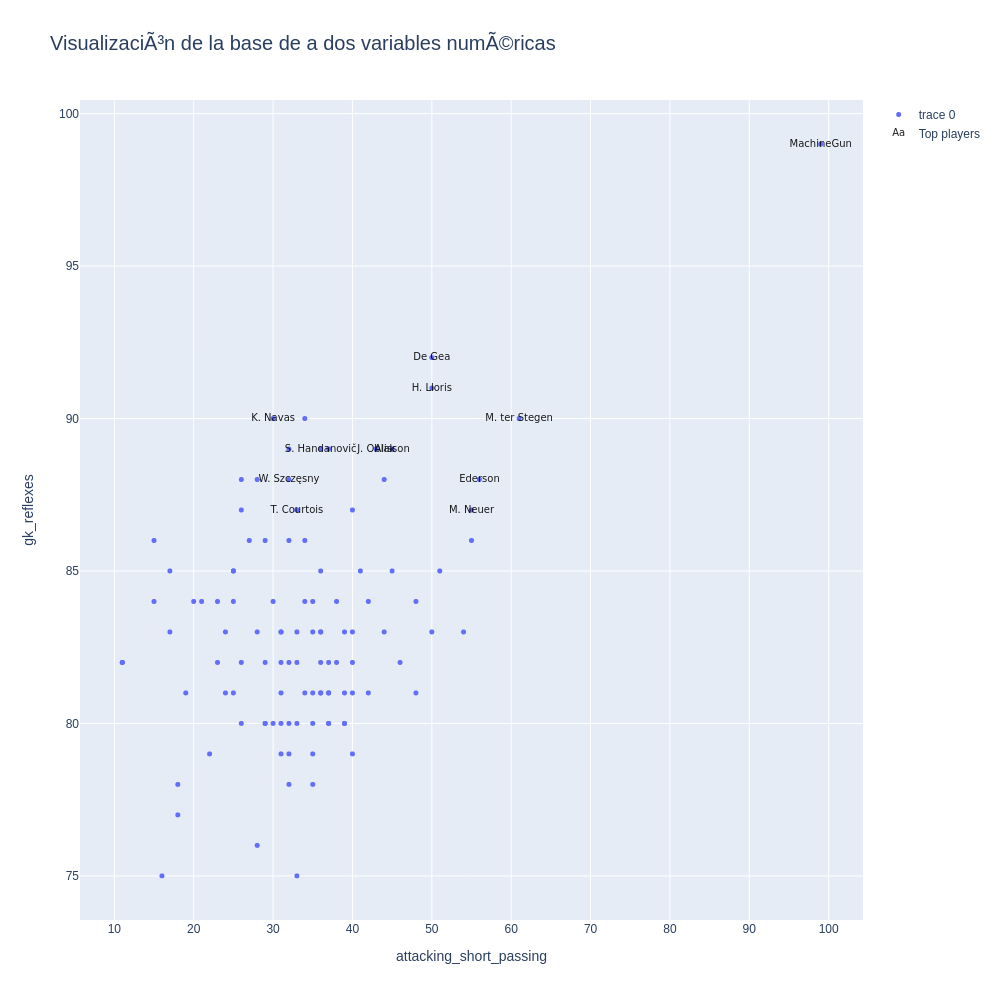 VisualizaciÃ³n de la base de a dos variables numÃ©ricas
trace 0
Aa Top players
100
95
90
85
80
75
gk_reflexes
MachineGun
De Gea
H. Lloris
K. Navas
M. ter Stegen
S. Handanovič
J. Oblak
Alisson
W. Szczęsny
Ederson
T. Courtois
M. Neuer
10 20 30 40 50 60 70 80 90 100
attacking_short_passing